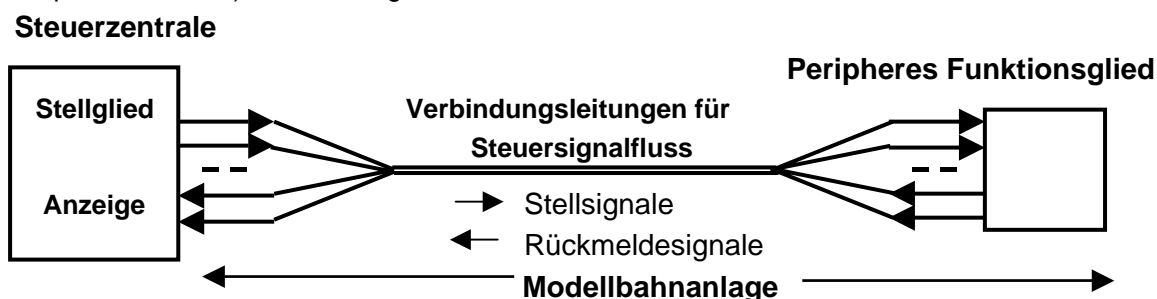 Steuerzentrale
Peripheres Funktionsglied
Stellglied
Verbindungsleitungen für
Steuersignalfluss
Anzeige
Stellsignale
Rückmeldesignale
Modellbahnanlage